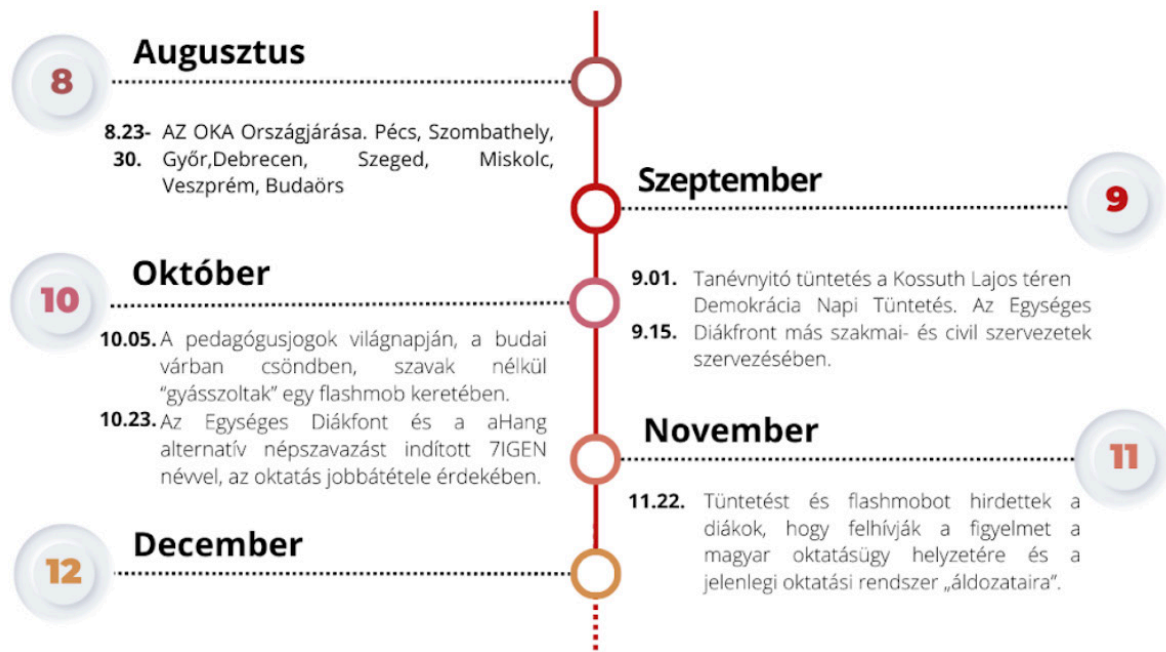 Augusztus
8
8.23- AZ OKA Országjárása. Pécs, Szombathely,
30. Győr,Debrecen, Szeged, Miskolc,
Veszprém, Budaörs
Szeptember
9
9.01. Tanévnyitó tüntetés a Kossuth Lajos téren
Demokrácia Napi Tüntetés. Az Egységes
9.15. Diákfront más szakmai- és civil szervezetek
szervezésében.
Október
10
10.05. A pedagógusjogok világnapján, a budai
várban csöndben, szavak nélkül
"gyászoltak" egy flashmob keretében.
10.23. Az Egységes Diákfont és a aHang
alternatív népszavazást indított 7IGEN
névvel, az oktatás jobbátétele érdekében.
November
11
11.22. Tüntetést és flashmobot hirdettek a
diákok, hogy felhívják a figyelmet a
magyar oktatásügy helyzetére és a
jelenlegi oktatási rendszer „áldozataira”.
December
12